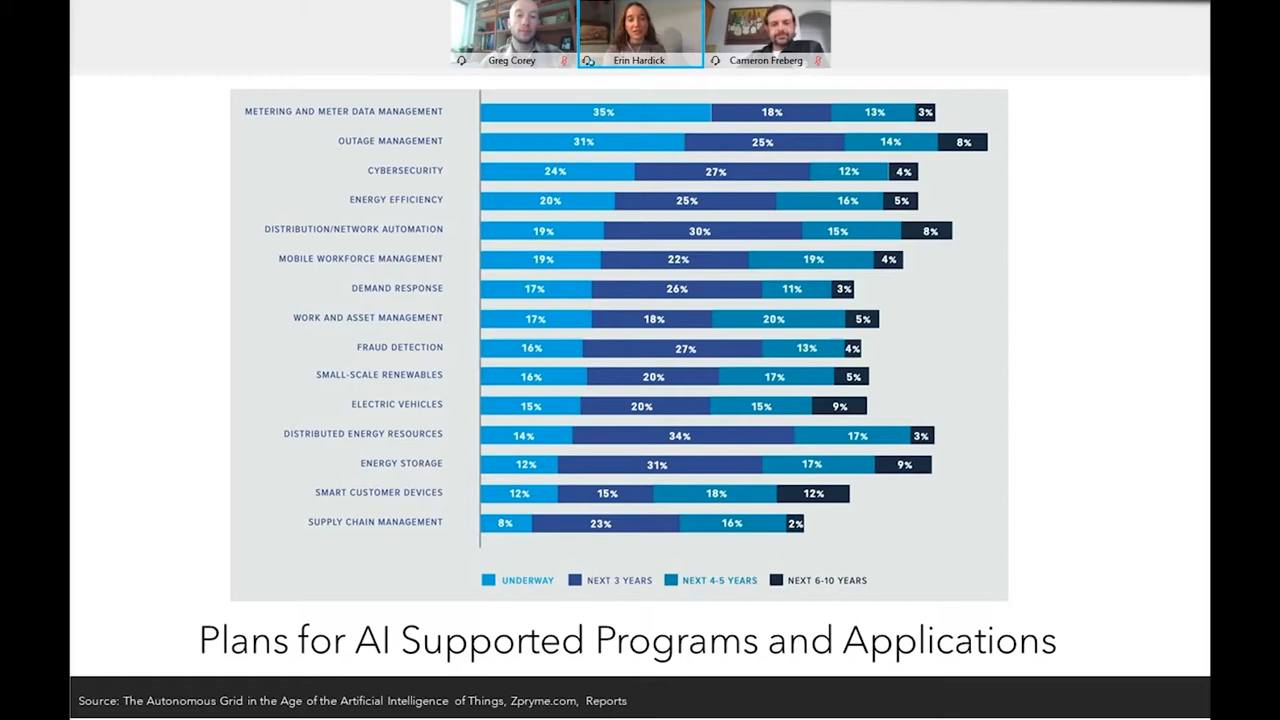 Greg Corey Erin Hardick Cameron Freberg
METERING AND METER DATA MANAGEMENT 35% 18% 13% 3%
OUTAGE MANAGEMENT 31% 25% 14% 8%
CYBERSECURITY 24% 27% 12% 4%
ENERGY EFFICIENCY 20% 25% 16% 5%
DISTRIBUTION/NETWORK AUTOMATION 19% 30% 15% 8%
MOBILE WORKFORCE MANAGEMENT 19% 22% 19% 4%
DEMAND RESPONSE 17% 26% 11% 3%
WORK AND ASSET MANAGEMENT 17% 18% 20% 5%
FRAUD DETECTION 16% 27% 13% 4%
SMALL-SCALE RENEWABLES 16% 20% 17% 5%
ELECTRIC VEHICLES 15% 20% 15% 9%
DISTRIBUTED ENERGY RESOURCES 14% 34% 17% 3%
ENERGY STORAGE 12% 31% 17% 9%
SMART CUSTOMER DEVICES 12% 15% 18% 12%
SUPPLY CHAIN MANAGEMENT 8% 23% 16% 2%
UNDERWAY NEXT 3 YEARS NEXT 4-5 YEARS NEXT 6-10 YEARS
Plans for AI Supported Programs and Applications
Source: The Autonomous Grid in the Age of the Artificial Intelligence of Things, Zpryme.com, Reports